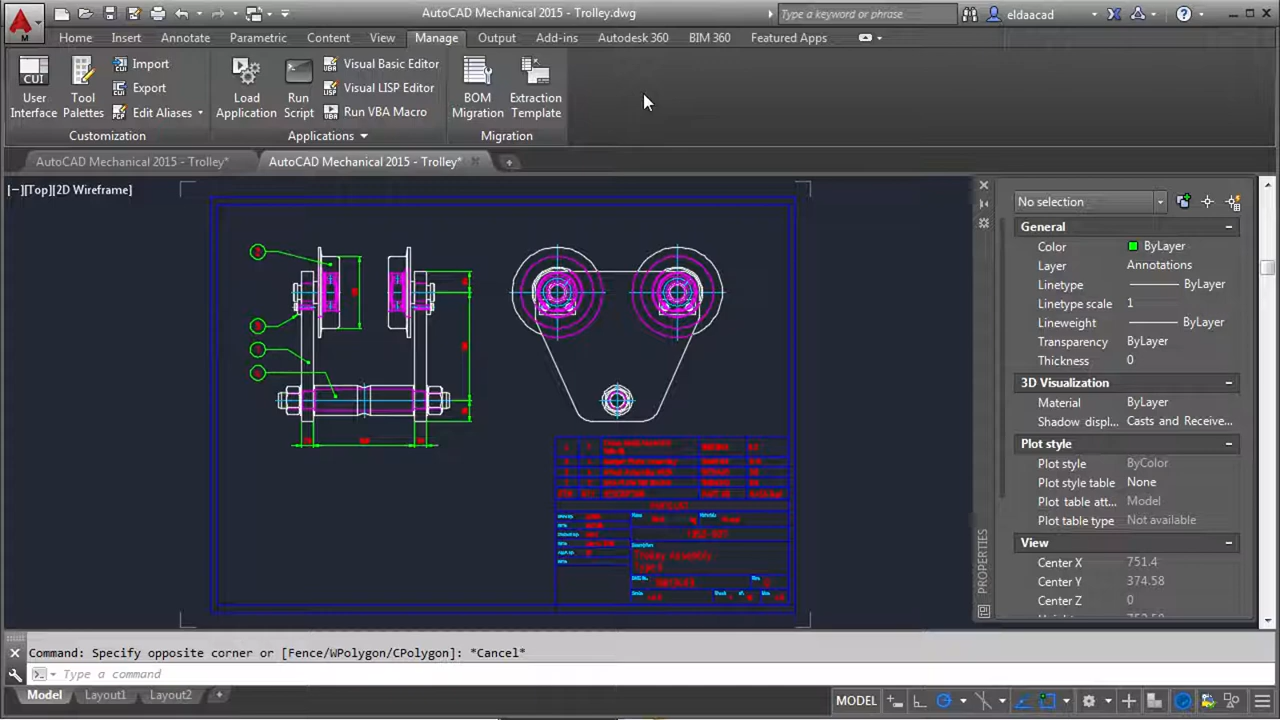 AutoCAD Mechanical 2015 - Trolley.dwg
Type a keyword or phrase
eldaacad
M
Home Insert Annotate Parametric Content View Manage Output Add-ins Autodesk 360 BIM 360 Featured Apps
CUI
User Interface
Tool Palettes
Import
Export
Edit Aliases
Load Application
Run Script
Visual Basic Editor
Visual LISP Editor
Run VBA Macro
BOM Migration
Extraction Template
Customization
Applications
Migration
AutoCAD Mechanical 2015 - Trolley*
AutoCAD Mechanical 2015 - Trolley*
[−][Top][2D Wireframe]
No selection
General
Color ByLayer
Layer Annotations
Linetype ByLayer
Linetype scale 1
Lineweight ByLayer
Transparency ByLayer
Thickness 0
3D Visualization
Material ByLayer
Shadow displ... Casts and Receive...
Plot style
Plot style ByColor
Plot style table None
Plot table att... Model
Plot table type Not available
View
Center X 751.4
Center Y 374.58
Center Z 0
PROPERTIES
Trolley Assembly
Command: Specify opposite corner or [Fence/WPolygon/CPolygon]: *Cancel*
Type a command
Model Layout1 Layout2 +
MODEL